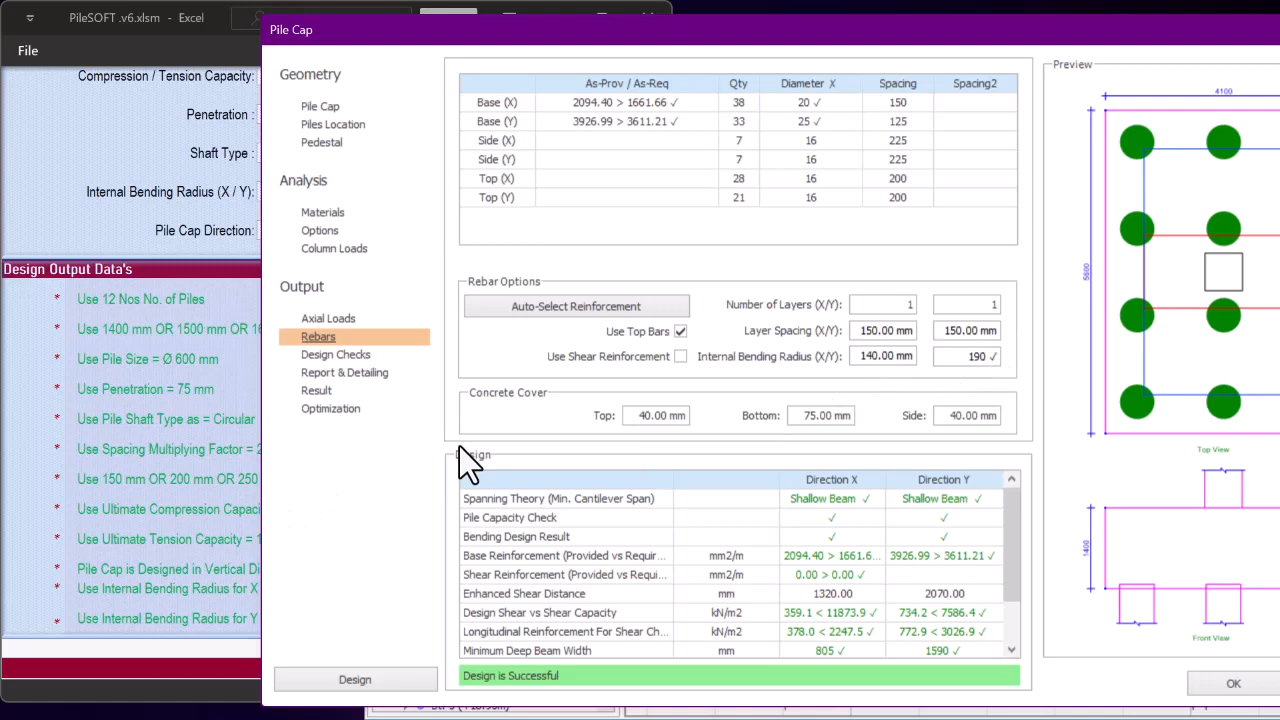 PileSOFT v6.xlsm - Excel
File
Compression / Tension Capacity:
Penetration :
Shaft Type :
Internal Bending Radius (X / Y) :
Pile Cap Direction:
Design Output Data's
* Use 12 Nos No. of Piles
* Use 1400 mm OR 1500 mm OR 16
* Use Pile Size = Ø 600 mm
* Use Penetration = 75 mm
* Use Pile Shaft Type as = Circular
* Use Spacing Multiplying Factor = 2
* Use 150 mm OR 200 OR 250
* Use Ultimate Compression Capaci
* Use Ultimate Tension Capacity = 1
* Pile Cap is Designed in Vertical Di
* Use Internal Bending Radius for X
* Use Internal Bending Radius for Y
Pile Cap
Geometry
Pile Cap
Piles Location
Pedestal
Analysis
Materials
Options
Column Loads
Output
Axial Loads
Rebars
Design Checks
Report & Detailing
Result
Optimization
Design
As-Prov / As-Req Qty Diameter X Spacing Spacing2
Base (X) 2094.40 > 1661.66 ✓ 38 20 ✓ 150
Base (Y) 3926.99 > 3611.21 ✓ 33 25 ✓ 125
Side (X) 7 16 225
Side (Y) 7 16 225
Top (X) 28 16 200
Top (Y) 21 16 200
Rebar Options
Auto-Select Reinforcement Number of Layers (X/Y): 1 1
Use Top Bars Layer Spacing (X/Y): 150.00 mm 150.00 mm
Use Shear Reinforcement Internal Bending Radius (X/Y): 140.00 mm 190 ✓
Concrete Cover
Top: 40.00 mm Bottom: 75.00 mm Side: 40.00 mm
Design
Direction X Direction Y
Spanning Theory (Min. Cantilever Span) Shallow Beam ✓ Shallow Beam ✓
Pile Capacity Check ✓ ✓
Bending Design Result ✓ ✓
Base Reinforcement (Provided vs Requir... mm2/m 2094.40 > 1661.6... 3926.99 > 3611.21 ✓
Shear Reinforcement (Provided vs Requi... mm2/m 0.00 > 0.00 ✓
Enhanced Shear Distance mm 1320.00 2070.00
Design Shear vs Shear Capacity kN/m2 359.1 < 11873.9 ✓ 734.2 < 7586.4 ✓
Longitudinal Reinforcement For Shear Ch... kN/m2 378.0 < 2247.5 ✓ 772.9 < 3026.9 ✓
Minimum Deep Beam Width mm 805 ✓ 1590 ✓
Design is Successful
Preview
4100
5600
Top View
1400
Front View
OK